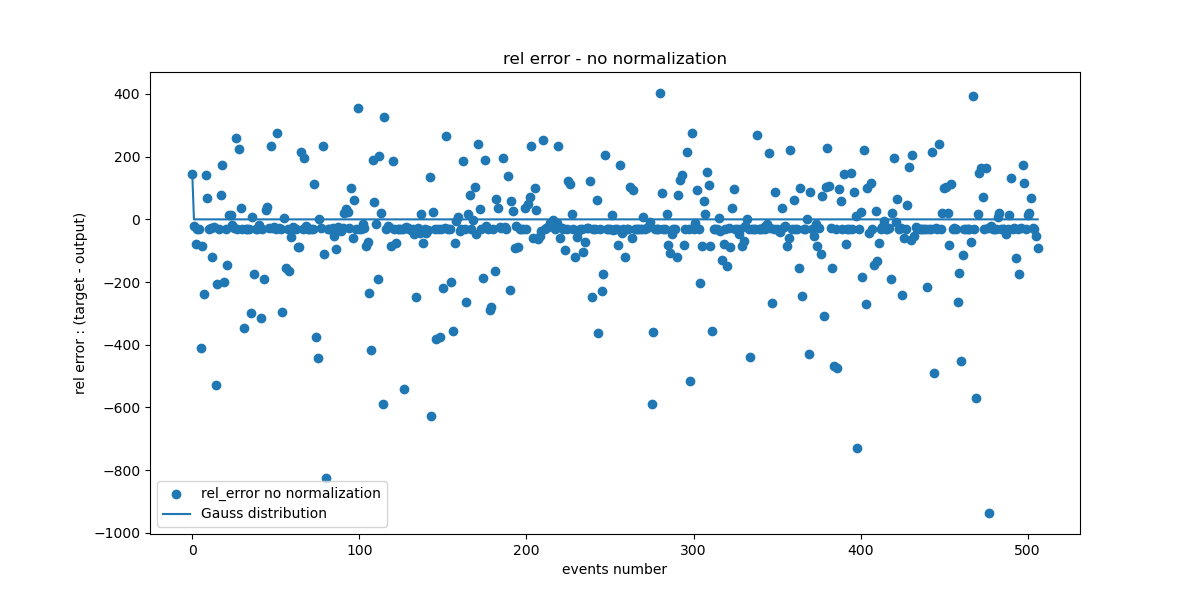 rel error - no normalization
400
200
0
−200
−400
−600
−800
−1000
rel error : (target - output)
rel_error no normalization
Gauss distribution
0 100 200 300 400 500
events number